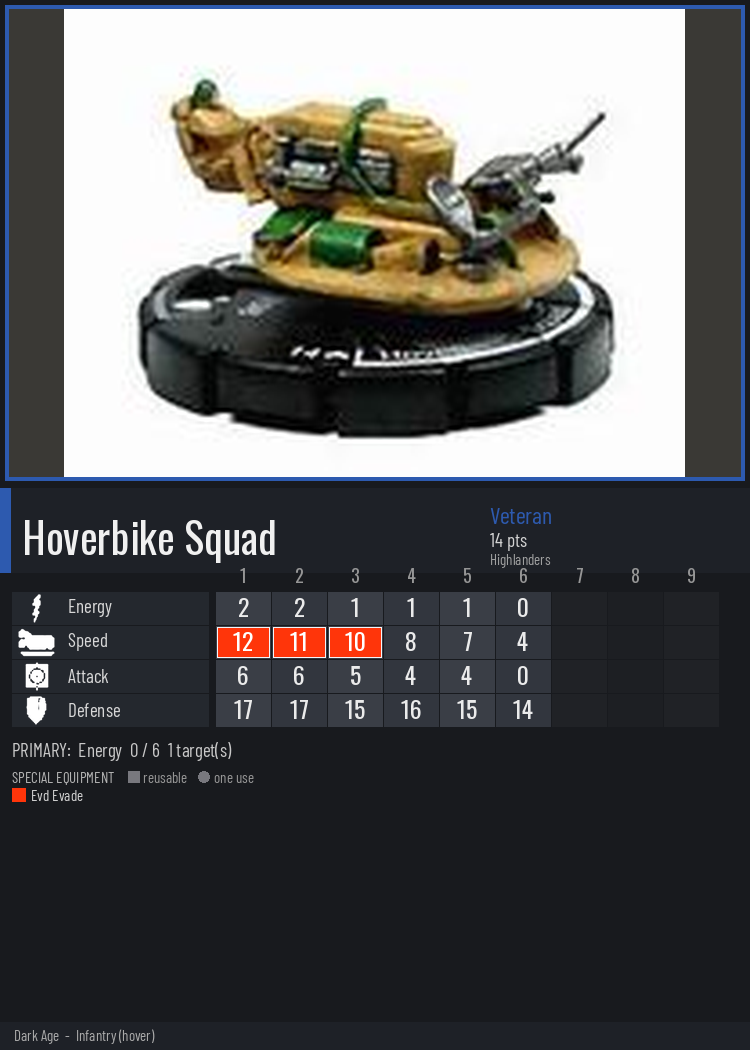 Hoverbike Squad
Veteran
14 pts
Highlanders
1 2 3 4 5 6 7 8 9
Energy 2 2 1 1 1 0
Speed 12 11 10 8 7 4
Attack 6 6 5 4 4 0
Defense 17 17 15 16 15 14
PRIMARY: Energy 0 / 6 1 target(s)
SPECIAL EQUIPMENT reusable one use
Evd Evade
Dark Age - Infantry (hover)